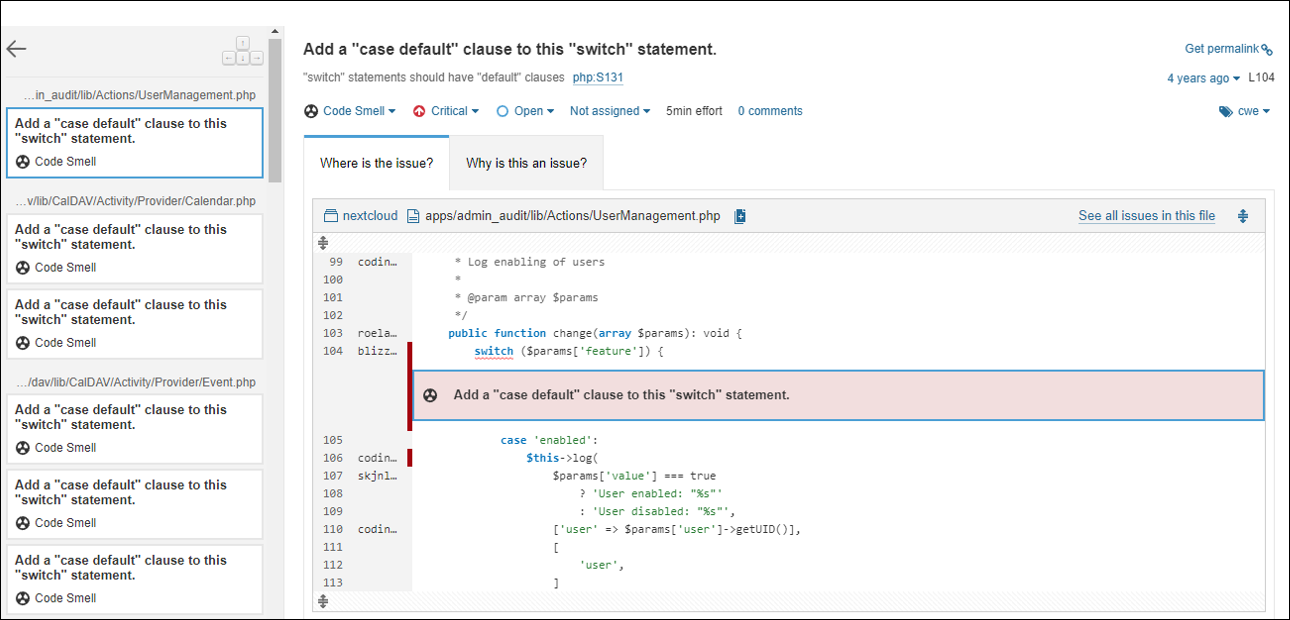 …in_audit/lib/Actions/UserManagement.php
Add a "case default" clause to this
"switch" statement.
Code Smell
…v/lib/CalDAV/Activity/Provider/Calendar.php
Add a "case default" clause to this
"switch" statement.
Code Smell
Add a "case default" clause to this
"switch" statement.
Code Smell
…/dav/lib/CalDAV/Activity/Provider/Event.php
Add a "case default" clause to this
"switch" statement.
Code Smell
Add a "case default" clause to this
"switch" statement.
Code Smell
Add a "case default" clause to this
"switch" statement.
Code Smell
Add a "case default" clause to this "switch" statement.
Get permalink
"switch" statements should have "default" clauses php:S131
4 years ago L104
Code Smell Critical Open Not assigned 5min effort 0 comments
cwe
Where is the issue? Why is this an issue?
nextcloud apps/admin_audit/lib/Actions/UserManagement.php See all issues in this file
99 codin… * Log enabling of users
100 *
101 * @param array $params
102 */
103 roela… public function change(array $params): void {
104 blizz… switch ($params['feature']) {
Add a "case default" clause to this "switch" statement.
105 case 'enabled':
106 codin… $this->log(
107 skjnl… $params['value'] === true
108 ? 'User enabled: "%s"'
109 : 'User disabled: "%s"',
110 codin… ['user' => $params['user']->getUID()],
111 [
112 'user',
113 ]